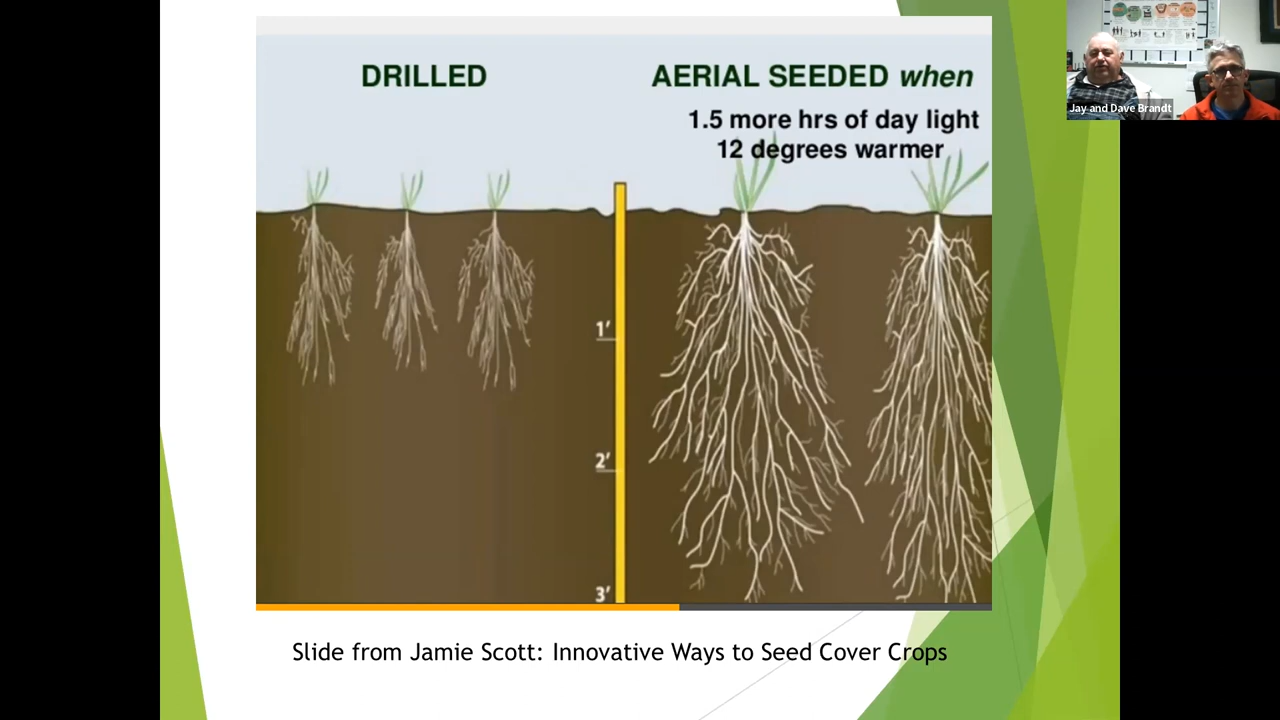 DRILLED
AERIAL SEEDED when
1.5 more hrs of day light
12 degrees warmer
1'
2'
3'
Slide from Jamie Scott: Innovative Ways to Seed Cover Crops
Jay and Dave Brandt